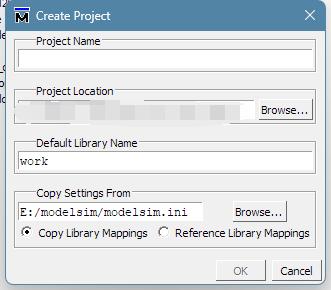 Create Project
Project Name
Project Location
Browse...
Default Library Name
work
Copy Settings From
E:/modelsim/modelsim.ini
Browse...
Copy Library Mappings
Reference Library Mappings
OK
Cancel